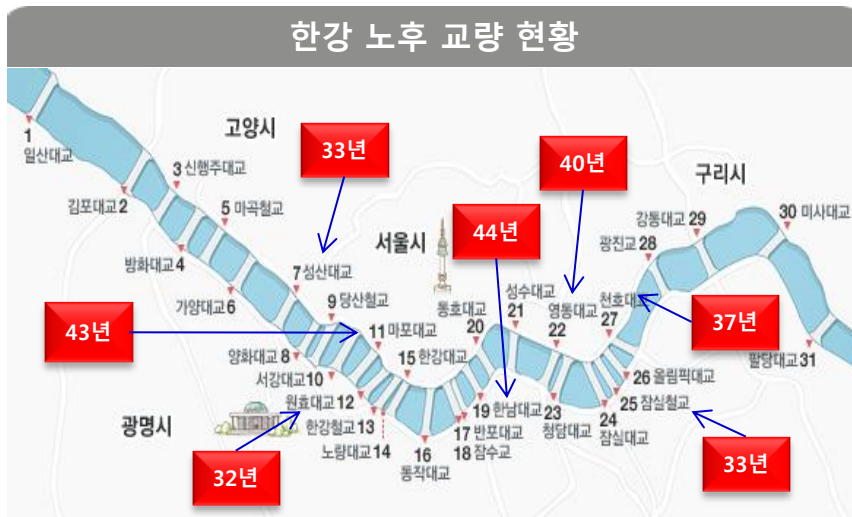 한강 노후 교량 현황
고양시
구리시
서울시
광명시
33년
40년
44년
43년
37년
32년
33년
1
일산대교
김포대교 2
3 신행주대교
방화대교 4
5 마곡철교
가양대교 6
7 성산대교
양화대교 8
9 당산철교
서강대교 10
11 마포대교
원효대교 12
한강철교 13
노량대교 14
15 한강대교
16
동작대교
17 반포대교
18 잠수교
19 한남대교
동호대교
20
성수대교
21
영동대교
22
23
청담대교
24
잠실대교
25 잠실철교
26 올림픽대교
천호대
27
광진교
28
강동대교 29
30 미사대교
팔당대교 31